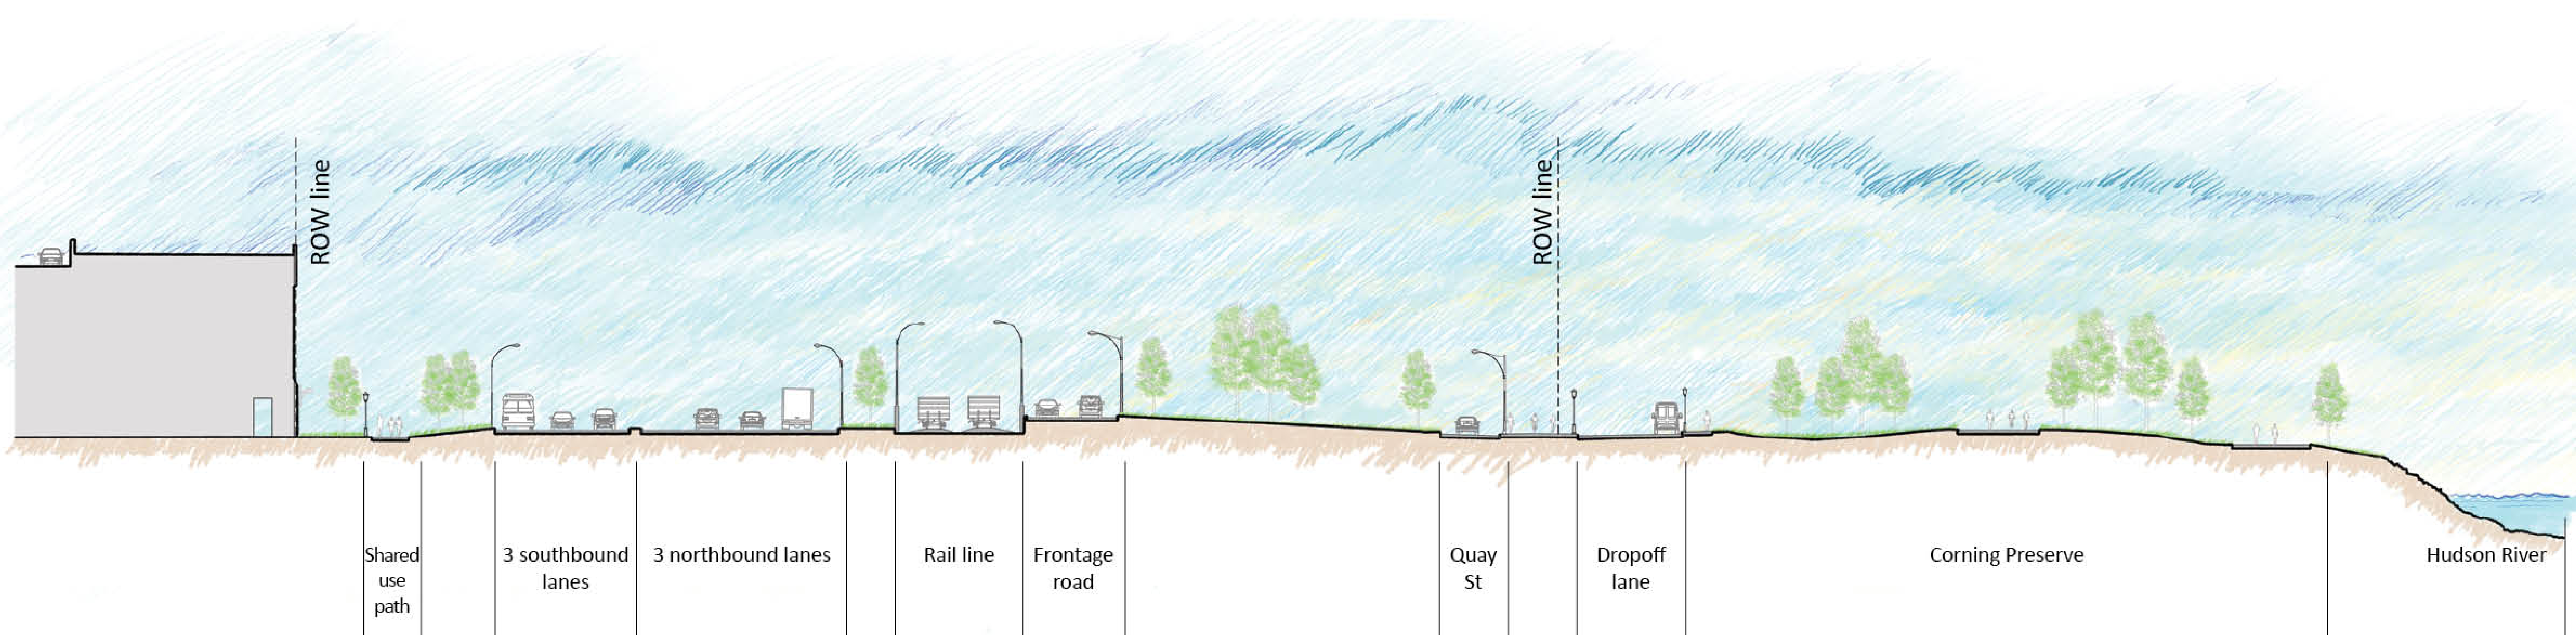 ROW line
ROW line
Shared
use
path
3 southbound
lanes
3 northbound lanes
Rail line
Frontage
road
Quay
St
Dropoff
lane
Corning Preserve
Hudson River